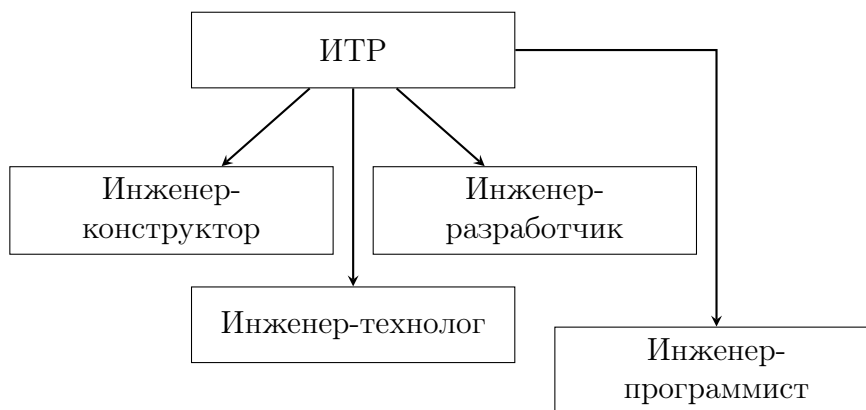 ИТР
Инженер-
конструктор
Инженер-
разработчик
Инженер-технолог
Инженер-
программист